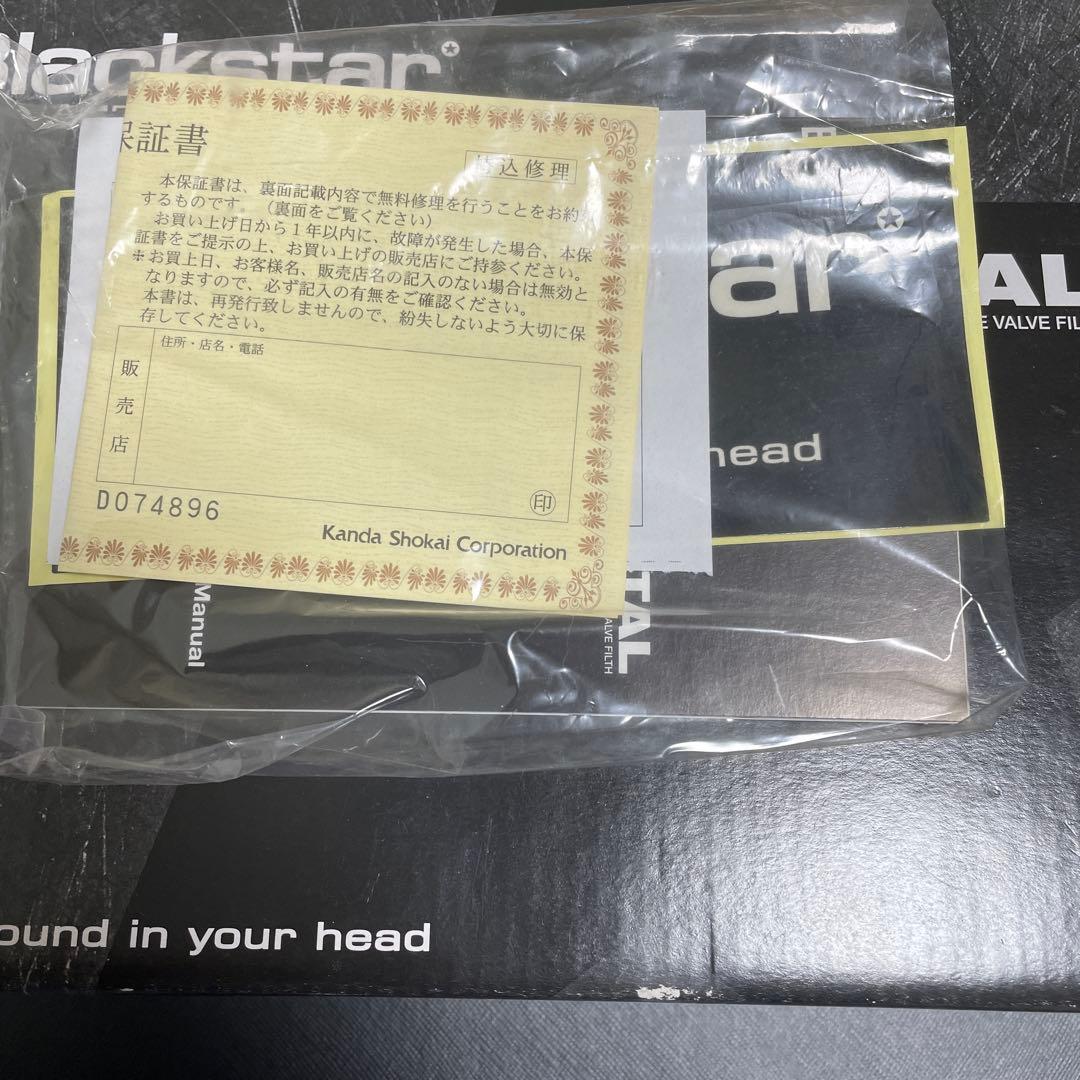 Blackstar
保証書
持込修理
本保証書は、裏面記載内容で無料修理を行うことをお約
するものです。（裏面をご覧ください）
お買い上げ日から1年以内に、故障が発生した場合、本保
証書をご提示の上、お買い上げの販売店にご持参ください。
※お買上日、お客様名、販売店名の記入のない場合は無効と
なりますので、必ず記入の有無をご確認ください。
本書は、再発行致しませんので、紛失しないよう大切に保
存してください。
住所・店名・電話
販売店
印
D074896
Kanda Shokai Corporation
ar
head
TAL
VALVE FILTH
Manual
AL
E VALVE FIL
ound in your head